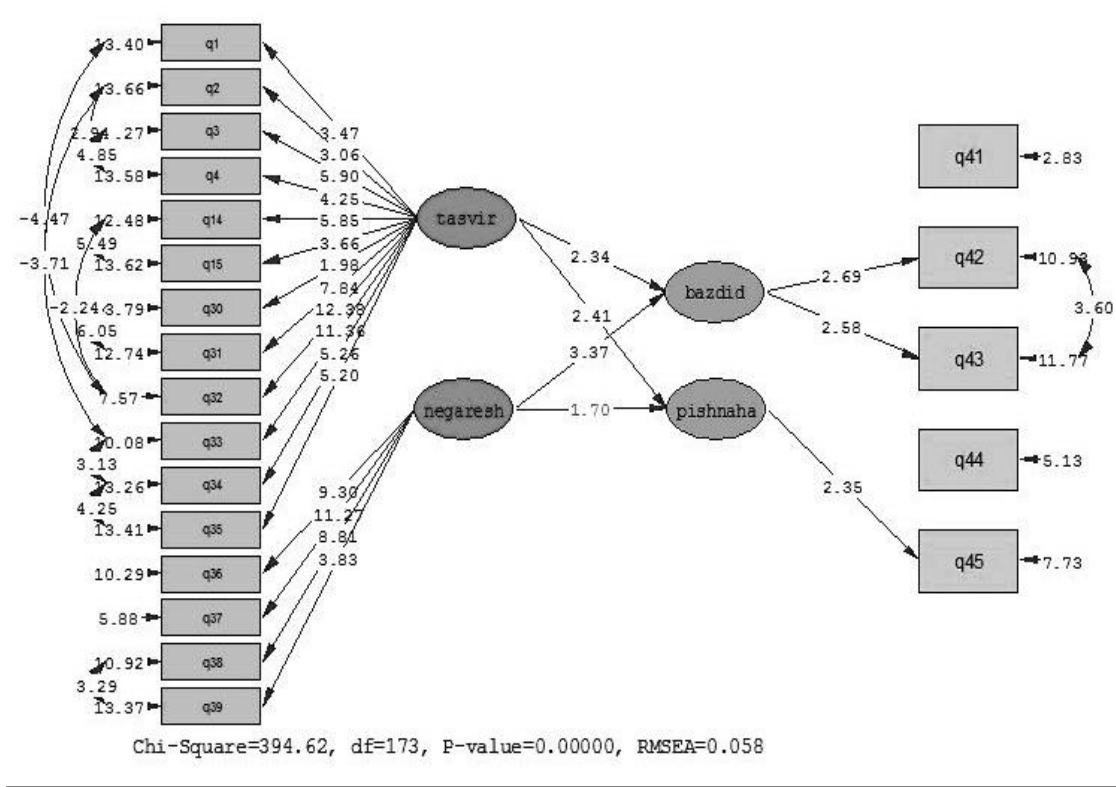 13.40 q1
13.66 q2
q3
4.85
13.58 q4
12.48 q14
5.49
13.62 q15
q30
6.05
12.74 q31
7.57 q32
10.08 q33
3.13
13.26 q34
4.25
13.41 q35
10.29 q36
5.88 q37
10.92 q38
3.29
13.37 q39
-4.47
-3.71
-2.24
3.47
3.06
5.90
4.25
5.85
3.66
1.98
7.84
12.38
11.36
5.26
5.20
tasvir
negaresh
9.30
11.27
8.81
3.83
2.34
2.41
3.37
1.70
bazdid
pishnaha
2.69
2.58
2.35
q41 2.83
q42 10.93
3.60
q43 11.77
q44 5.13
q45 7.73
Chi-Square=394.62, df=173, P-value=0.00000, RMSEA=0.058